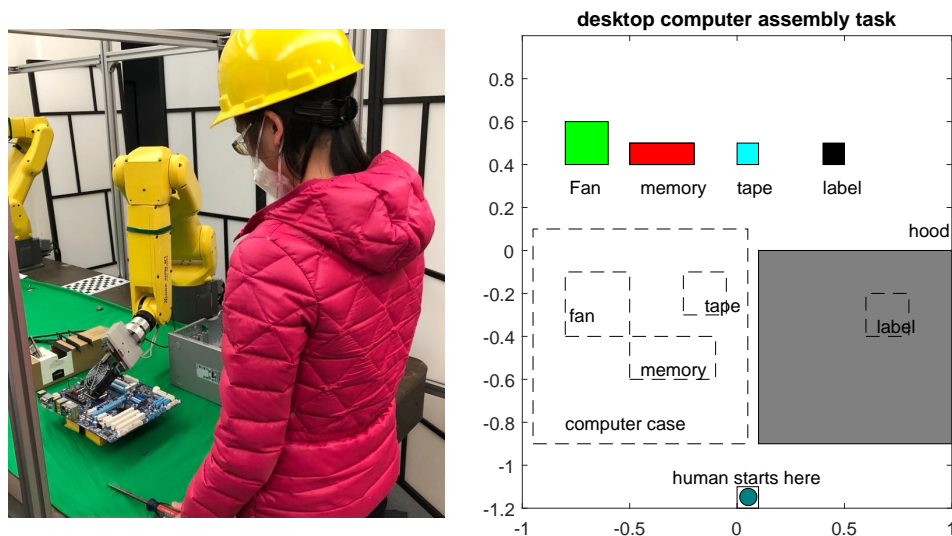 desktop computer assembly task
0.8
0.6
0.4
Fan memory tape label
0.2
hood
0
-0.2
fan tape label
-0.4
memory
-0.6
-0.8
computer case
-1
human starts here
-1.2
-1 -0.5 0 0.5 1